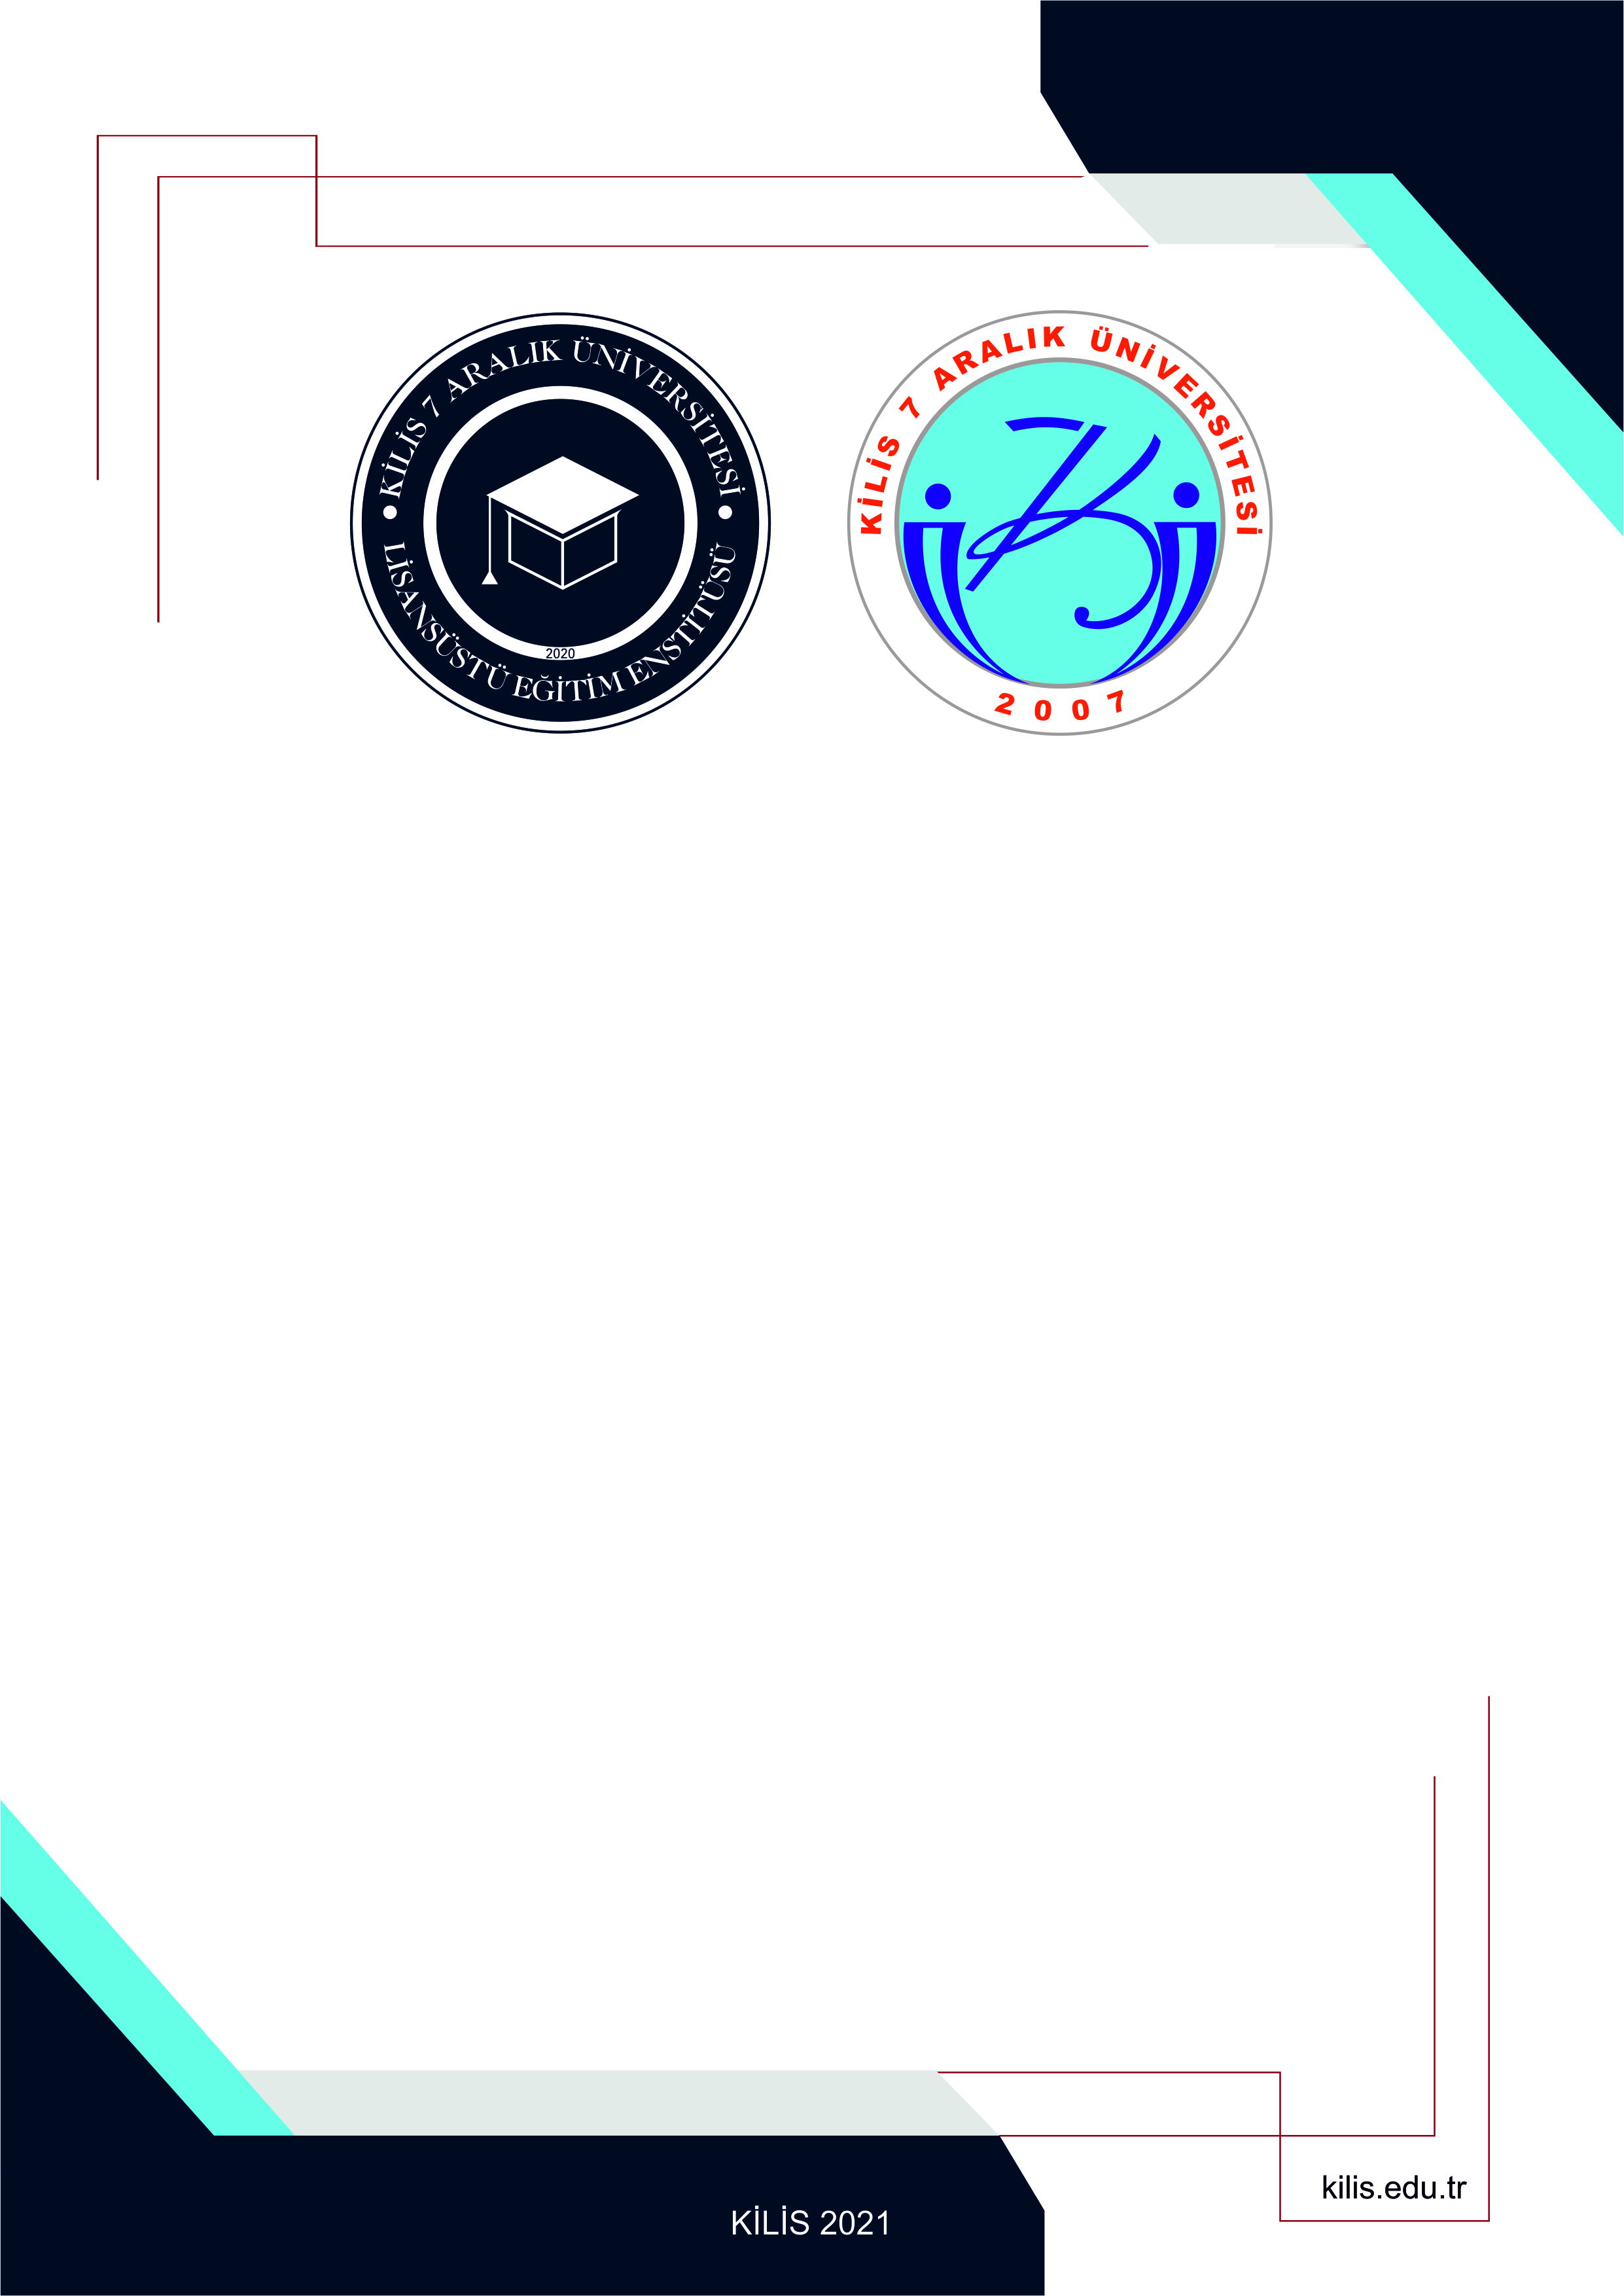 KİLİS 7 ARALIK ÜNİVERSİTESİ
LİSANSÜSTÜ EĞİTİM ENSTİTÜSÜ
2020
KİLİS 7 ARALIK ÜNİVERSİTESİ
2007
kilis.edu.tr
KİLİS 2021